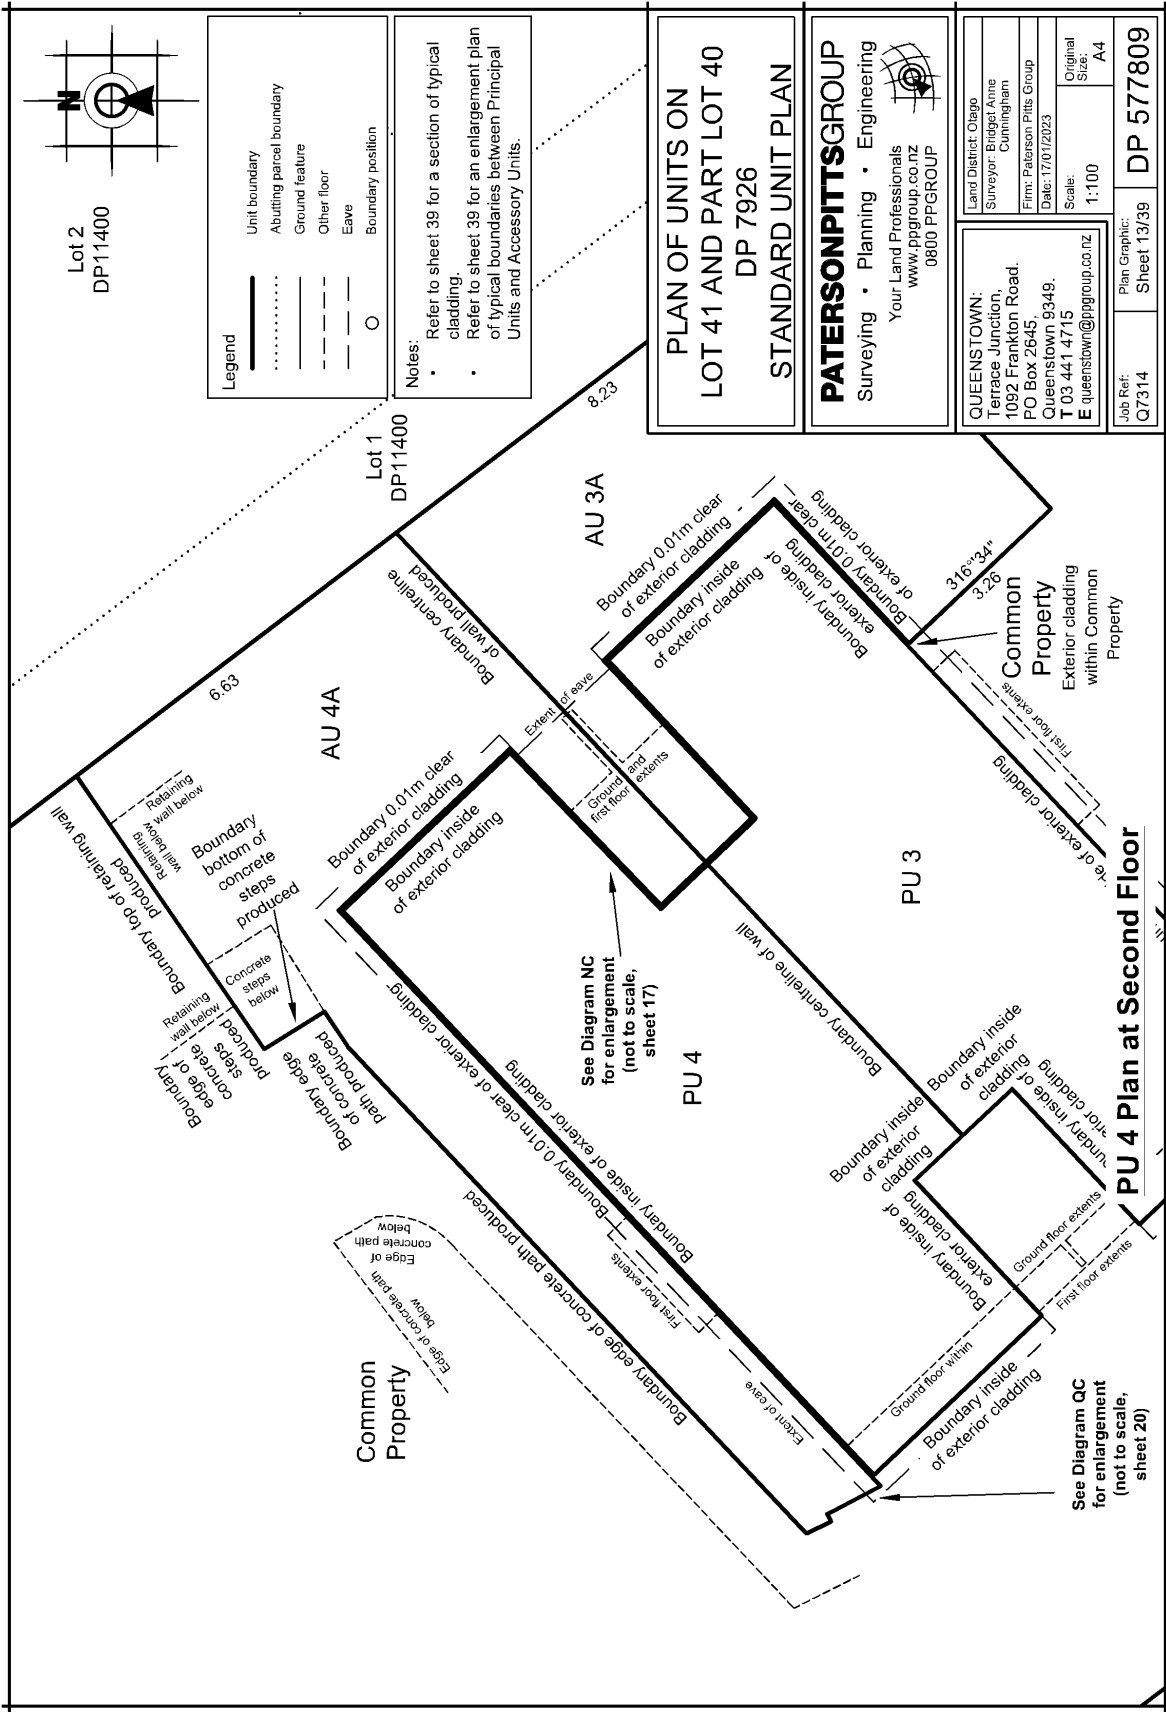 N
Lot 2
DP11400
Legend
Unit boundary
Abutting parcel boundary
Ground feature
Other floor
Eave
Boundary position
Notes:
• Refer to sheet 39 for a section of typical
cladding.
• Refer to sheet 39 for an enlargement plan
of typical boundaries between Principal
Units and Accessory Units.
Lot 1
DP11400
6.63
8.23
AU 4A
AU 3A
Boundary top of retaining wall
produced
Retaining
wall below
Retaining
wall below
Boundary
bottom of
concrete
steps
produced
Concrete
steps
below
Retaining
wall below
Boundary
edge of
concrete
steps
produced
Boundary edge
of concrete
path produced
Boundary centreline
of wall produced
Boundary 0.01m clear
of exterior cladding
Boundary inside
of exterior cladding
Extent of eave
Ground and
first floor extents
Boundary 0.01m clear
of exterior cladding
Boundary inside
of exterior cladding
Boundary inside of
exterior cladding
Boundary 0.01m clear
of exterior cladding
316°'34"
3.26
Common
Property
Exterior cladding
within Common
Property
First floor extents
of exterior cladding
Common
Property
Edge of
concrete path
below
Edge of concrete path
below
Boundary edge of concrete path produced
Boundary 0.01m clear of exterior cladding
Boundary inside of exterior cladding
First floor extents
Extent of eave
See Diagram NC
for enlargement
(not to scale,
sheet 17)
PU 4
PU 3
Boundary centreline of wall
Boundary inside
of exterior
cladding
Boundary inside
of exterior
cladding
Boundary inside of
exterior cladding
Ground floor within
Ground floor extents
First floor extents
Boundary inside
of exterior cladding
See Diagram QC
for enlargement
(not to scale,
sheet 20)
PU 4 Plan at Second Floor
PLAN OF UNITS ON
LOT 41 AND PART LOT 40
DP 7926
STANDARD UNIT PLAN
PATERSONPITTSGROUP
Surveying • Planning • Engineering
Your Land Professionals
www.ppgroup.co.nz
0800 PPGROUP
QUEENSTOWN:
Terrace Junction,
1092 Frankton Road.
PO Box 2645,
Queenstown 9349.
T 03 441 4715
E queenstown@ppgroup.co.nz
Land District: Otago
Surveyor: Bridget Anne
Cunningham
Firm: Paterson Pitts Group
Date: 17/01/2023
Scale:
1:100
Original
Size:
A4
Job Ref:
Q7314
Plan Graphic:
Sheet 13/39
DP 577809